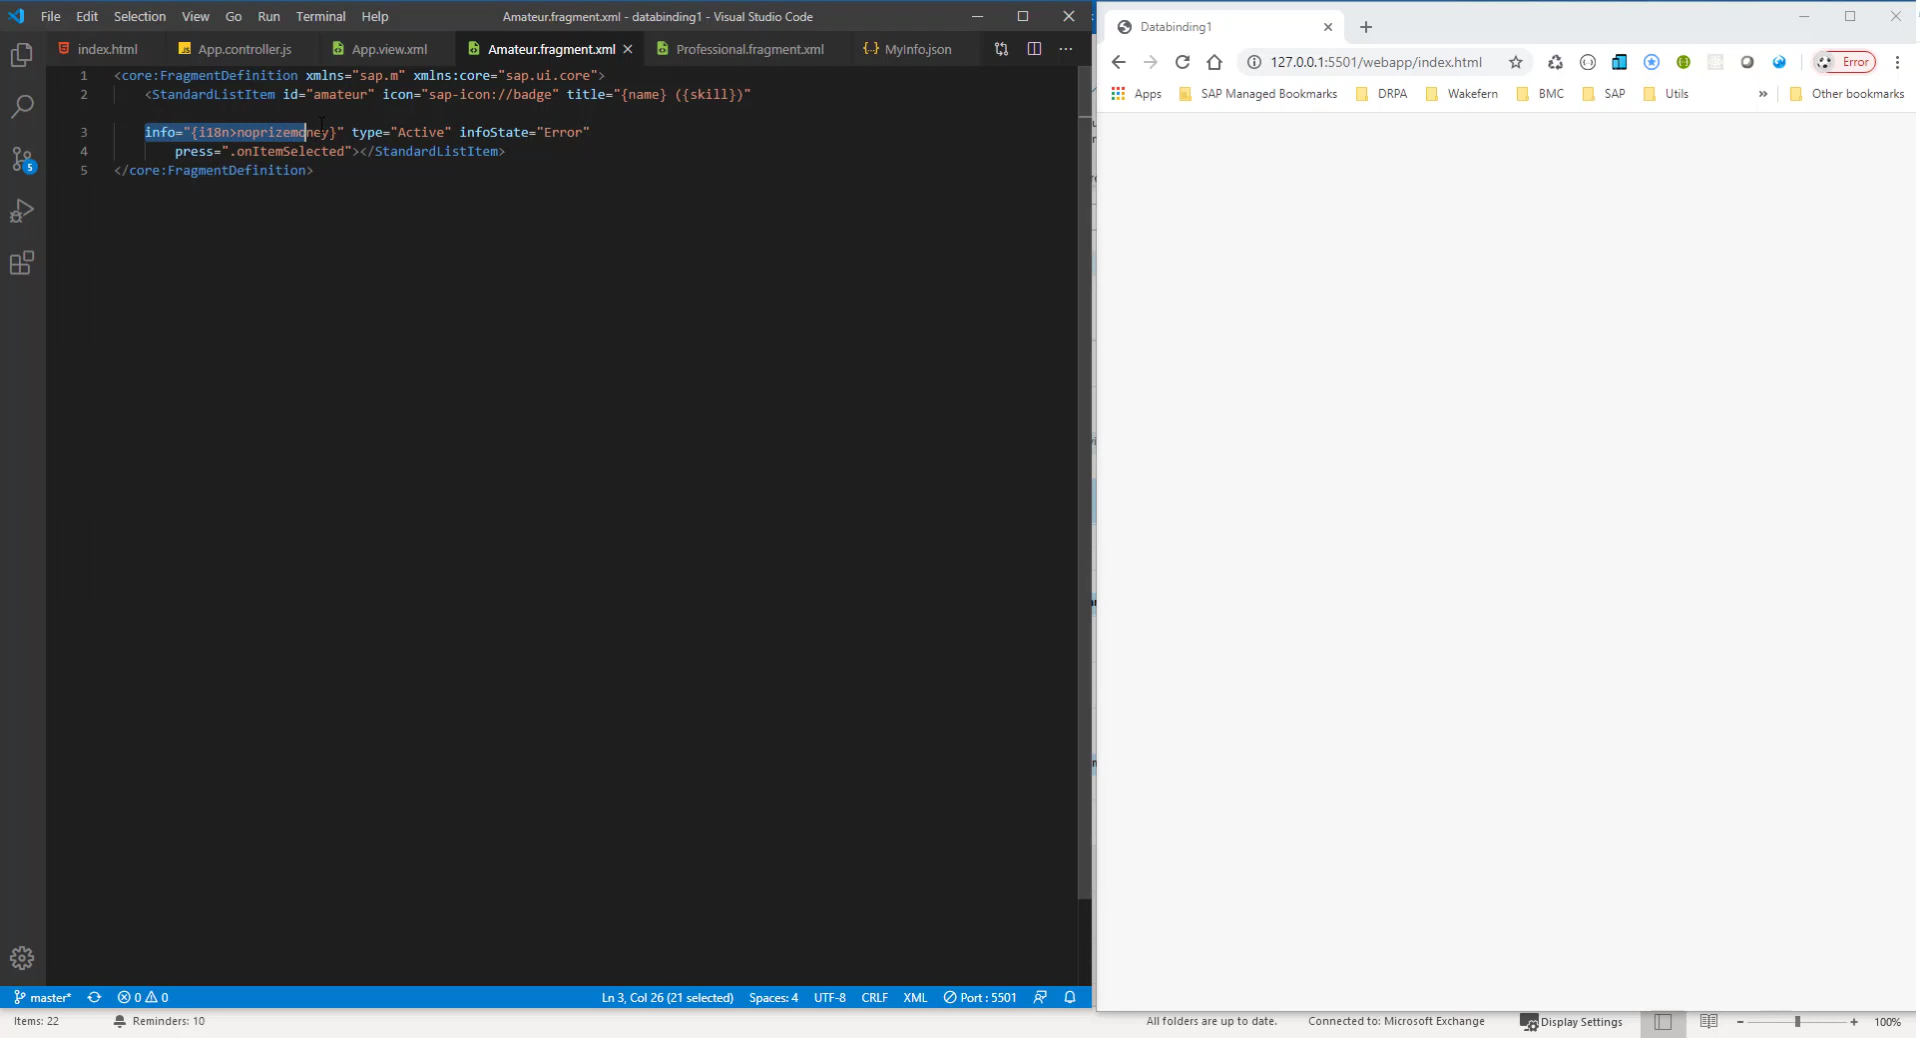 File Edit Selection View Go Run Terminal Help Amateur.fragment.xml - databinding1 - Visual Studio Code
index.html App.controller.js App.view.xml Amateur.fragment.xml Professional.fragment.xml MyInfo.json
1 <core:FragmentDefinition xmlns="sap.m" xmlns:core="sap.ui.core">
2 <StandardListItem id="amateur" icon="sap-icon://badge" title="{name} ({skill})"
3 info="{i18n>noprizemoney}" type="Active" infoState="Error"
4 press=".onItemSelected"></StandardListItem>
5 </core:FragmentDefinition>
5
master* 0 0 Ln 3, Col 26 (21 selected) Spaces: 4 UTF-8 CRLF XML Port : 5501
Databinding1
127.0.0.1:5501/webapp/index.html Error
Apps SAP Managed Bookmarks DRPA Wakefern BMC SAP Utils » Other bookmarks
Items: 22 Reminders: 10 All folders are up to date. Connected to: Microsoft Exchange Display Settings 100%